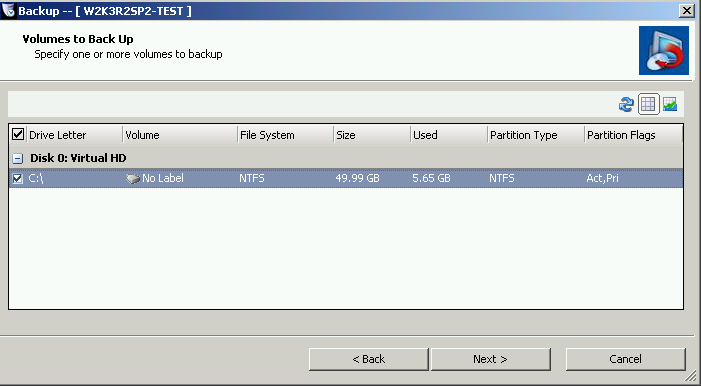 Backup -- [ W2K3R2SP2-TEST ]
Volumes to Back Up
Specify one or more volumes to backup
Drive Letter Volume File System Size Used Partition Type Partition Flags
Disk 0: Virtual HD
C:\ No Label NTFS 49.99 GB 5.65 GB NTFS Act,Pri
< Back Next > Cancel